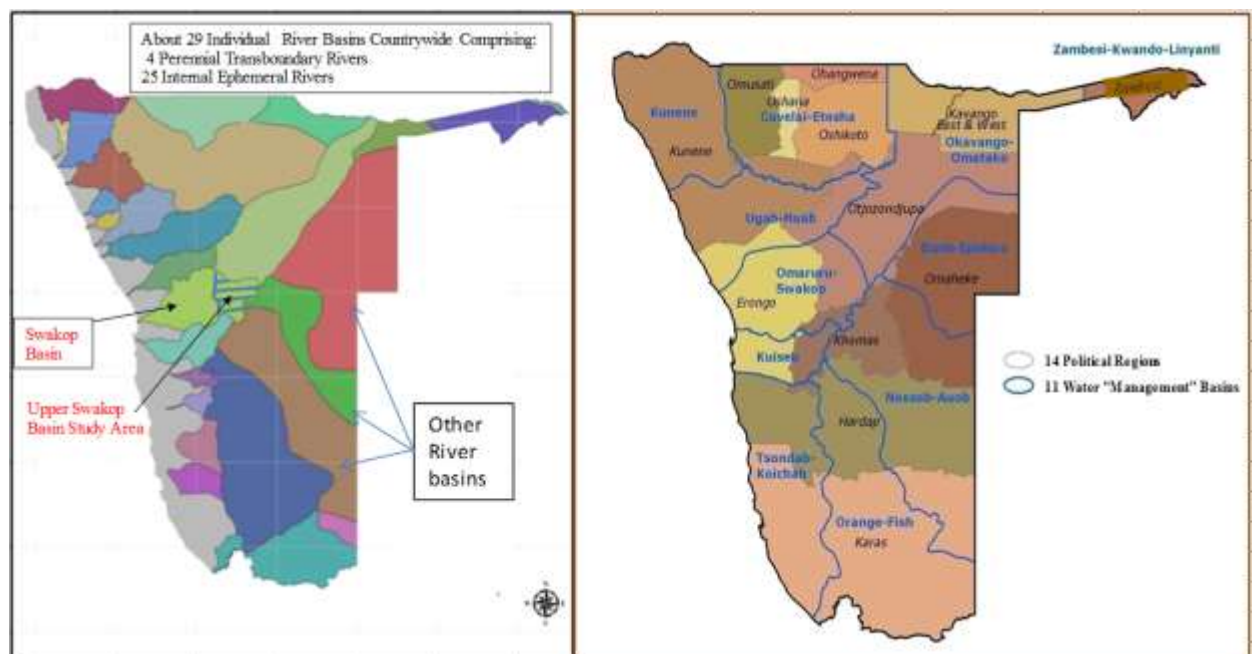 About 29 Individual River Basins Countrywide Comprising:
4 Perennial Transboundary Rivers
25 Internal Ephemeral Rivers
Swakop
Basin
Upper Swakop
Basin Study Area
Other
River
basins
Zambesi-Kwando-Linyanti
Zambezi
Ohangwena
Omusati
Oshana
Kunene
Cuvelai-Etosha
Oshikoto
Kavango
East & West
Kunene
Okavango-
Omatako
Otjozondjupa
Ugab-Huab
Omaheke
Omaruru-
Swakop
Erongo
Khomas
Kuiseb
Nossob-Auob
Hardap
Tsondab-
Koichab
Orange-Fish
Karas
14 Political Regions
11 Water "Management" Basins